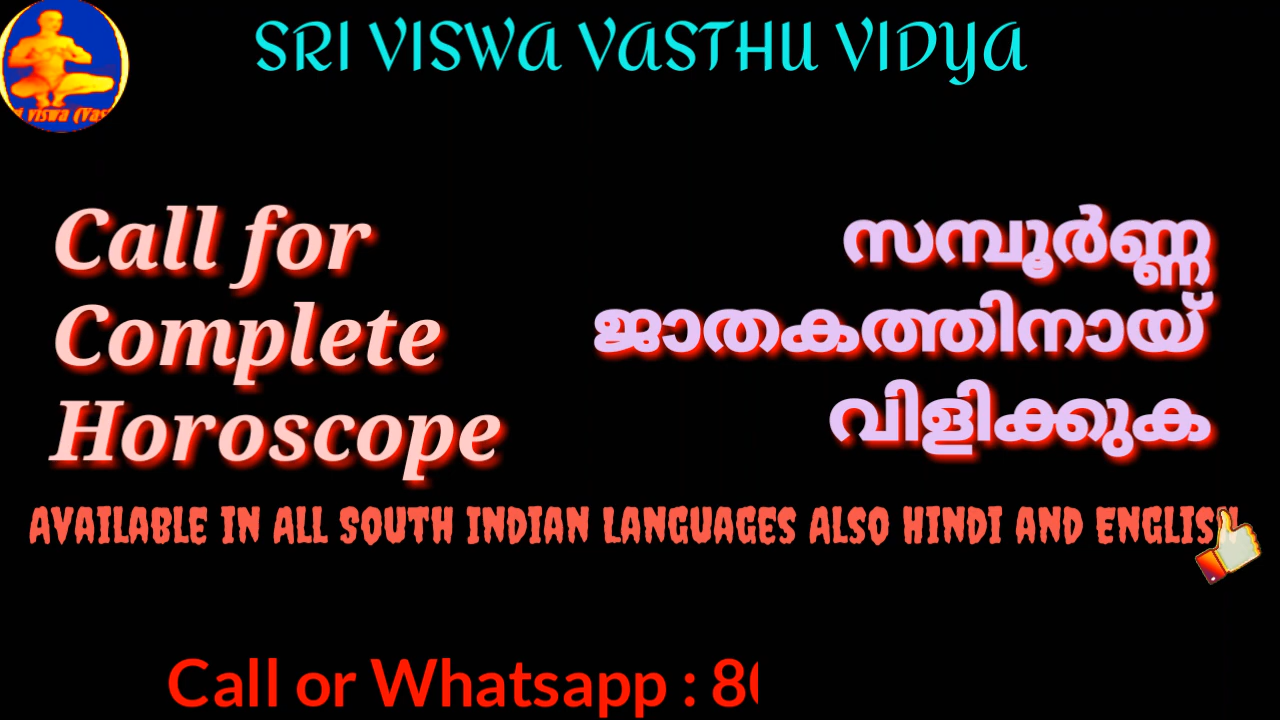 SRI VISWA VASTHU VIDYA
Call for
Complete
Horoscope
സമ്പൂർണ്ണ
ജാതകത്തിനായ്
വിളിക്കുക
AVAILABLE IN ALL SOUTH INDIAN LANGUAGES ALSO HINDI AND ENGLISH
Call or Whatsapp : 8